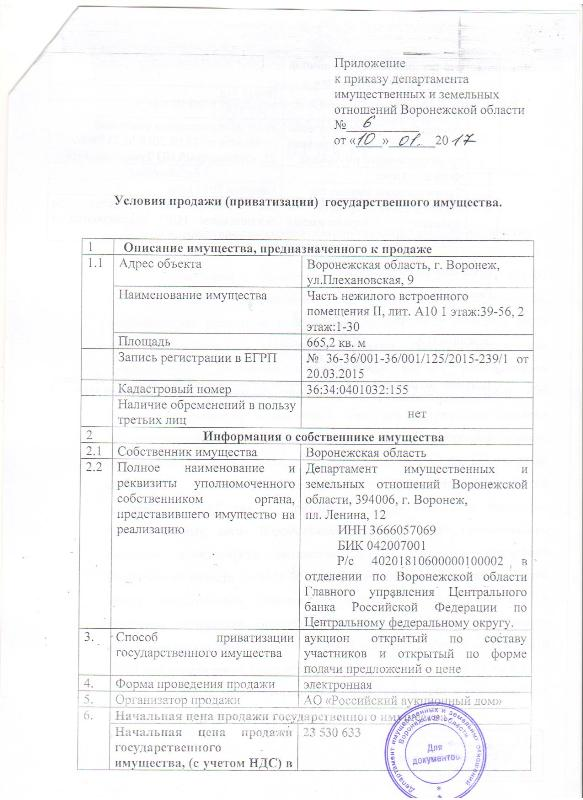 Приложение
к приказу департамента
имущественных и земельных
отношений Воронежской области
№ 6
от «10» 01. 2017
Условия продажи (приватизации) государственного имущества.
1 Описание имущества, предназначенного к продаже
1.1 Адрес объекта Воронежская область, г. Воронеж,
ул.Плехановская, 9
Наименование имущества Часть нежилого встроенного
помещения II, лит. А10 1 этаж:39-56, 2
этаж:1-30
Площадь 665,2 кв. м
Запись регистрации в ЕГРП № 36-36/001-36/001/125/2015-239/1 от
20.03.2015
Кадастровый номер 36:34:0401032:155
Наличие обременений в пользу
третьих лиц нет
2 Информация о собственнике имущества
2.1 Собственник имущества Воронежская область
2.2 Полное наименование и Департамент имущественных и
реквизиты уполномоченного земельных отношений Воронежской
собственником органа, области, 394006, г. Воронеж,
представившего имущество на пл. Ленина, 12
реализацию ИНН 3666057069
БИК 042007001
Р/с 40201810600000100002 в
отделении по Воронежской области
Главного управления Центрального
банка Российской Федерации по
Центральному федеральному округу.
3. Способ приватизации аукцион открытый по составу
государственного имущества участников и открытый по форме
подачи предложений о цене
4. Форма проведения продажи электронная
5. Организатор продажи АО «Российский аукционный дом»
6. Начальная цена продажи государственного имущества:
Начальная цена продажи 23 530 633
государственного
имущества, (с учетом НДС) в
Департамент имущественных и земельных отношений
Воронежской области
Для
документов